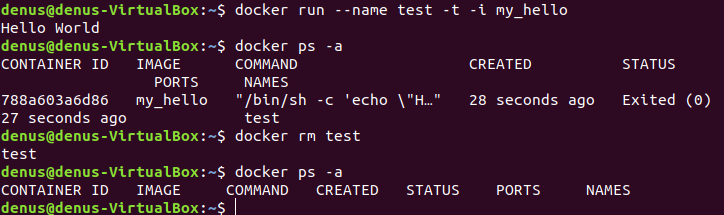 denus@denus-VirtualBox:~$ docker run --name test -t -i my_hello
Hello World
denus@denus-VirtualBox:~$ docker ps -a
CONTAINER ID   IMAGE      COMMAND                  CREATED          STATUS
               PORTS     NAMES
788a603a6d86   my_hello   "/bin/sh -c 'echo \"H…"   28 seconds ago   Exited (0)
27 seconds ago             test
denus@denus-VirtualBox:~$ docker rm test
test
denus@denus-VirtualBox:~$ docker ps -a
CONTAINER ID   IMAGE     COMMAND   CREATED   STATUS    PORTS     NAMES
denus@denus-VirtualBox:~$